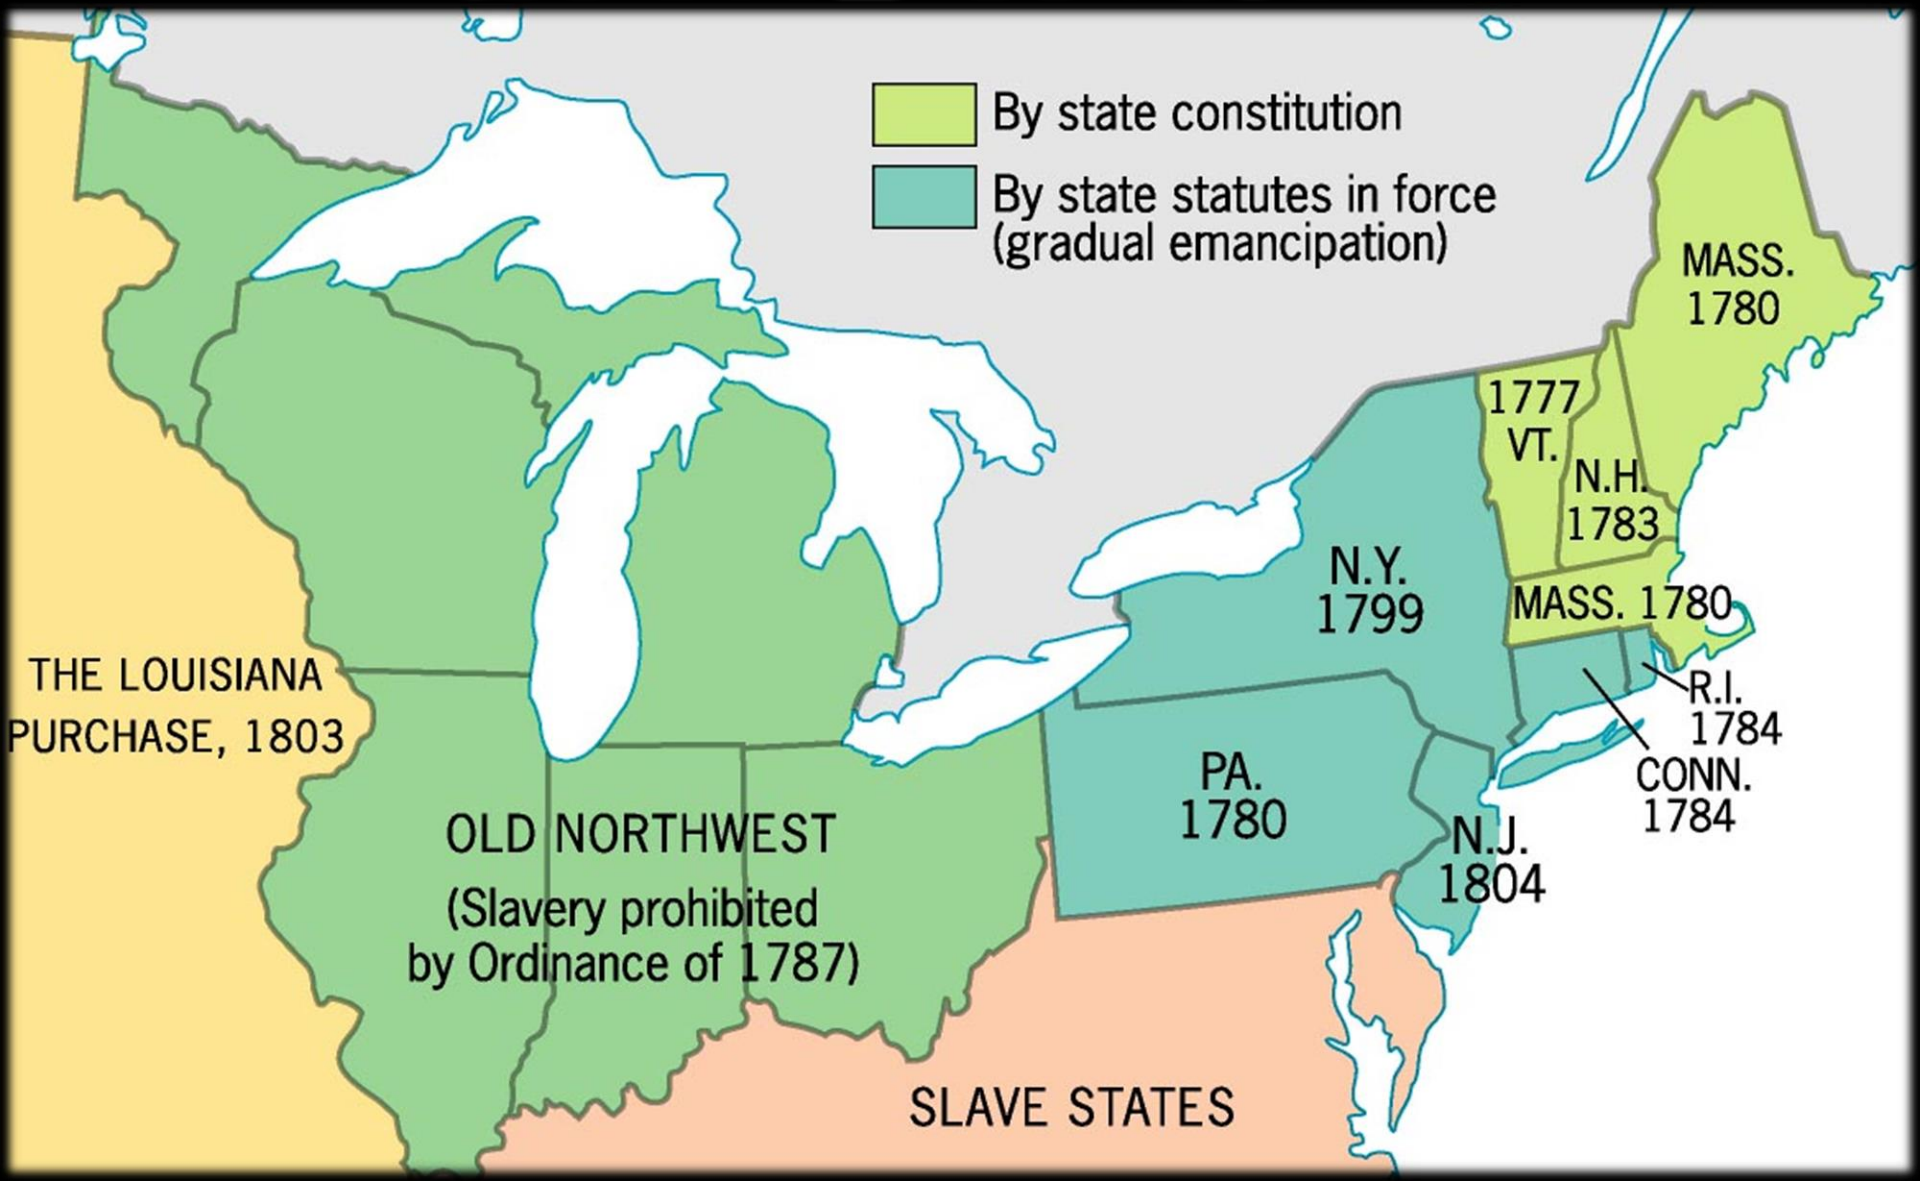 By state constitution
By state statutes in force
(gradual emancipation)
MASS.
1780
1777
VT.
N.H.
1783
N.Y.
1799
MASS. 1780
THE LOUISIANA
PURCHASE, 1803
R.I.
1784
PA.
1780
CONN.
1784
OLD NORTHWEST
(Slavery prohibited
by Ordinance of 1787)
N.J.
1804
SLAVE STATES